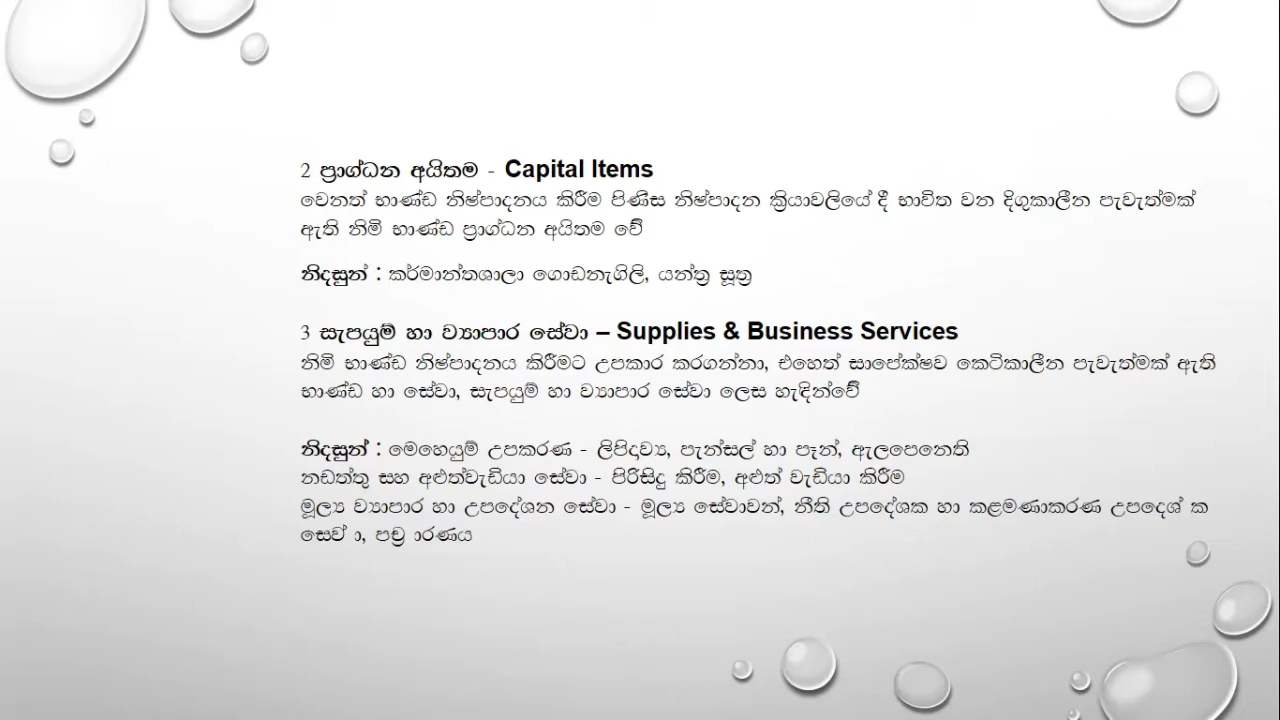 2 ප්‍රාග්ධන අයිතම - Capital Items
වෙනත් භාණ්ඩ නිෂ්පාදනය කිරීම පිණිස නිෂ්පාදන ක්‍රියාවලියේ දී භාවිත වන දිගුකාලීන පැවැත්මක්
ඇති නිමි භාණ්ඩ ප්‍රාග්ධන අයිතම වේ
නිදසුන් : කර්මාන්තශාලා ගොඩනැගිලි, යන්ත්‍ර සූත්‍ර
3 සැපයුම් හා ව්‍යාපාර සේවා – Supplies & Business Services
නිමි භාණ්ඩ නිෂ්පාදනය කිරීමට උපකාර කරගන්නා, එහෙත් සාපේක්ෂව කෙටිකාලීන පැවැත්මක් ඇති
භාණ්ඩ හා සේවා, සැපයුම් හා ව්‍යාපාර සේවා ලෙස හැඳින්වේ
නිදසුන් : මෙහෙයුම් උපකරණ - ලිපිද්‍රව්‍ය, පැන්සල් හා පෑන්, ඇලපෙනෙති
නඩත්තු සහ අළුත්වැඩියා සේවා - පිරිසිදු කිරීම, අළුත් වැඩියා කිරීම
මූල්‍ය ව්‍යාපාර හා උපදේශන සේවා - මූල්‍ය සේවාවන්, නීති උපදේශක හා කළමණාකරණ උපදෙශ් ක
සෙව් ා, පච්‍ර ාරණය